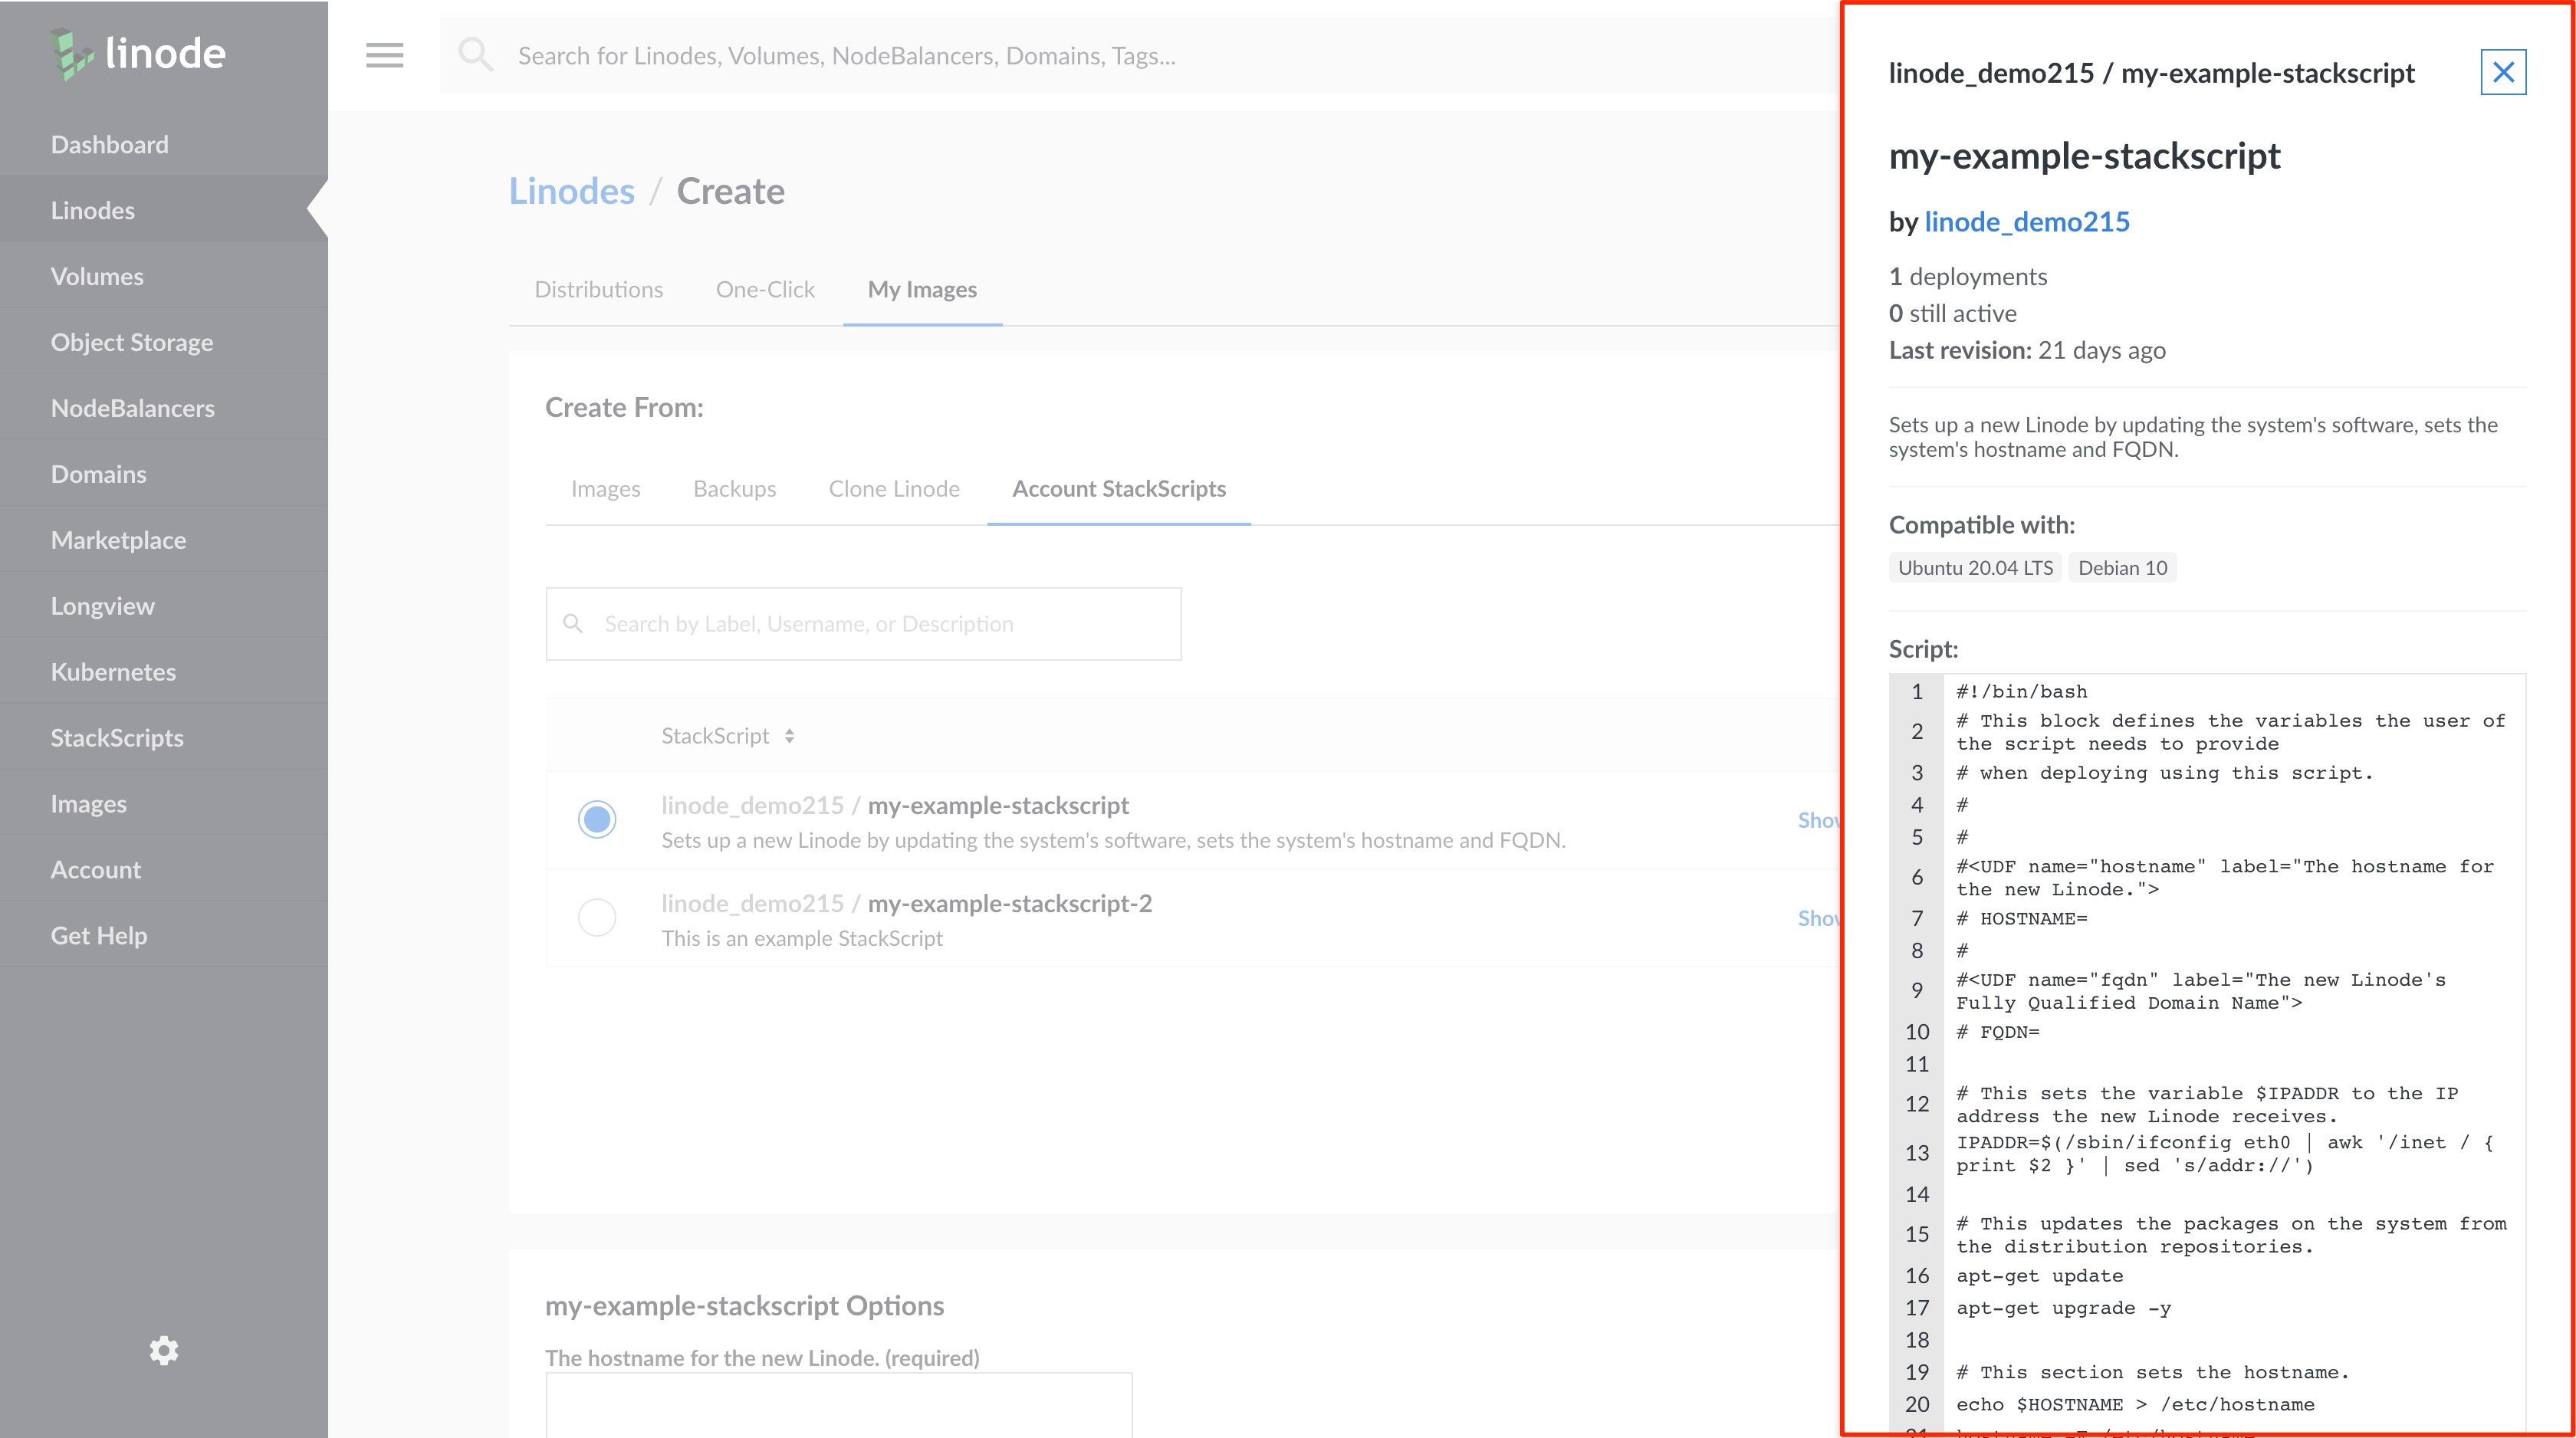 linode
Dashboard
Linodes
Volumes
Object Storage
NodeBalancers
Domains
Marketplace
Longview
Kubernetes
StackScripts
Images
Account
Get Help
Search for Linodes, Volumes, NodeBalancers, Domains, Tags...
Linodes / Create
Distributions One-Click My Images
Create From:
Images Backups Clone Linode Account StackScripts
Search by Label, Username, or Description
StackScript
linode_demo215 / my-example-stackscript
Sets up a new Linode by updating the system's software, sets the system's hostname and FQDN.
Show
linode_demo215 / my-example-stackscript-2
This is an example StackScript
Show
my-example-stackscript Options
The hostname for the new Linode. (required)
linode_demo215 / my-example-stackscript
my-example-stackscript
by linode_demo215
1 deployments
0 still active
Last revision: 21 days ago
Sets up a new Linode by updating the system's software, sets the
system's hostname and FQDN.
Compatible with:
Ubuntu 20.04 LTS Debian 10
Script:
1 #!/bin/bash
2 # This block defines the variables the user of
the script needs to provide
3 # when deploying using this script.
4 #
5 #
6 #<UDF name="hostname" label="The hostname for
the new Linode.">
7 # HOSTNAME=
8 #
9 #<UDF name="fqdn" label="The new Linode's
Fully Qualified Domain Name">
10 # FQDN=
11
12 # This sets the variable $IPADDR to the IP
address the new Linode receives.
13 IPADDR=$(/sbin/ifconfig eth0 | awk '/inet / {
print $2 }' | sed 's/addr://')
14
15 # This updates the packages on the system from
the distribution repositories.
16 apt-get update
17 apt-get upgrade -y
18
19 # This section sets the hostname.
20 echo $HOSTNAME > /etc/hostname